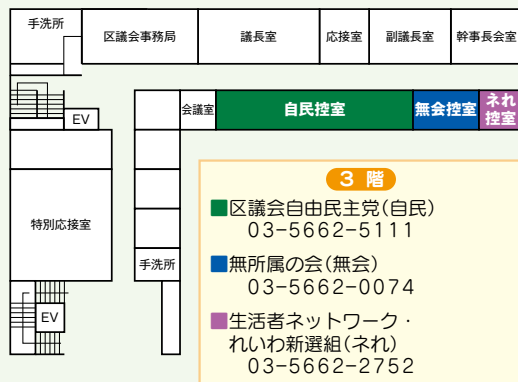 手洗所
区議会事務局
議長室
応接室
副議長室
幹事長会室
EV
会議室
自民控室
無会控室
ネれ
控室
特別応接室
手洗所
EV
3 階
区議会自由民主党(自民)
03-5662-5111
無所属の会(無会)
03-5662-0074
生活者ネットワーク・
れいわ新選組(ネれ)
03-5662-2752